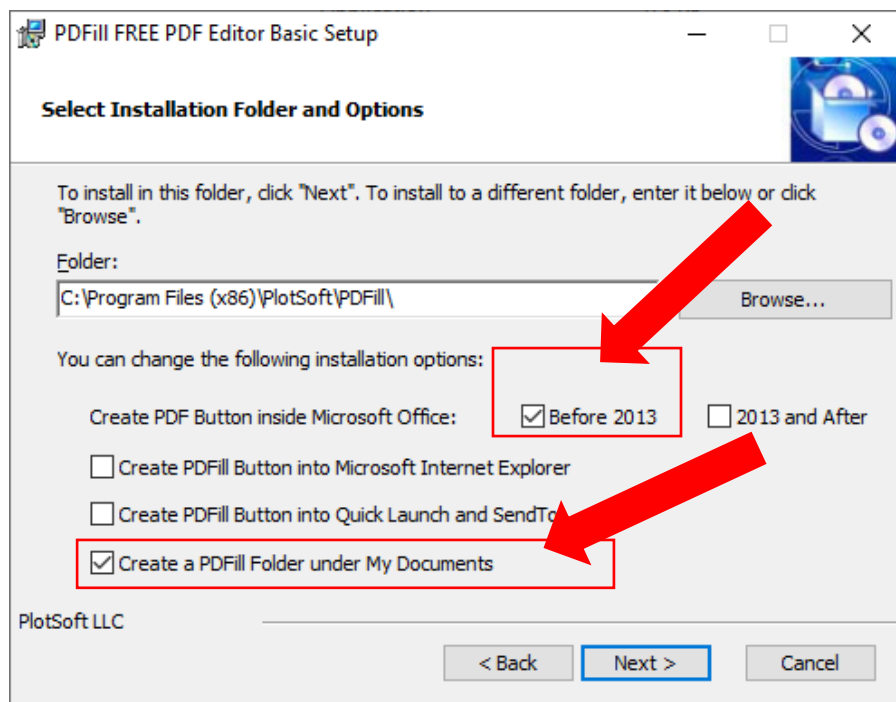 PDFill FREE PDF Editor Basic Setup
Select Installation Folder and Options
To install in this folder, click "Next". To install to a different folder, enter it below or click
"Browse".
Folder:
C:\Program Files (x86)\PlotSoft\PDFill\
Browse...
You can change the following installation options:
Create PDF Button inside Microsoft Office: Before 2013 2013 and After
Create PDFill Button into Microsoft Internet Explorer
Create PDFill Button into Quick Launch and SendTo
Create a PDFill Folder under My Documents
PlotSoft LLC
< Back Next > Cancel